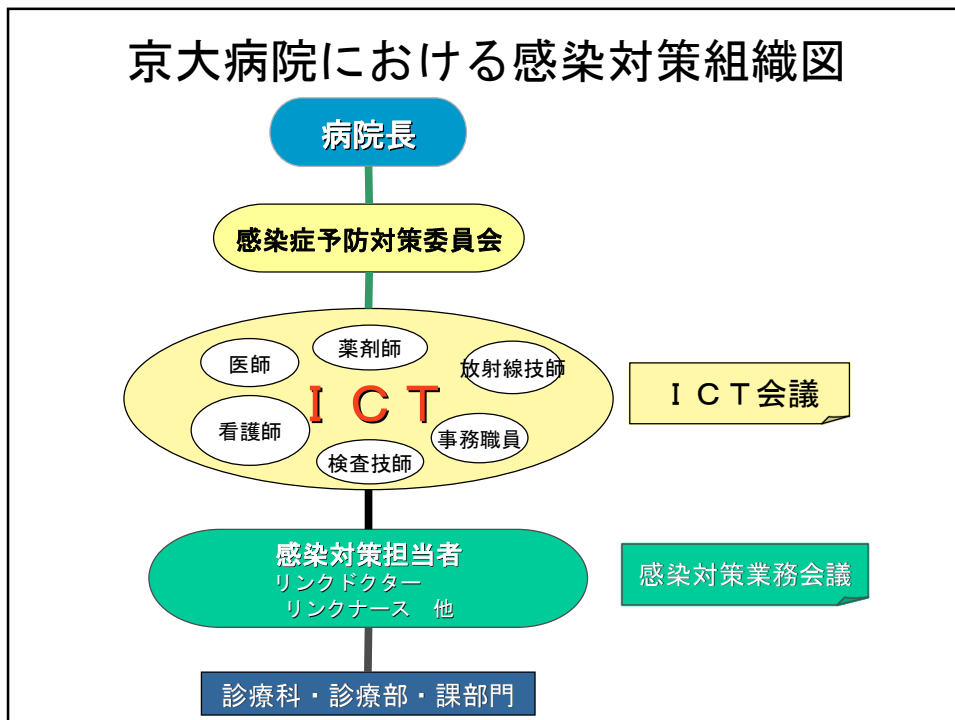 京大病院における感染対策組織図
病院長
感染症予防対策委員会
医師
薬剤師
放射線技師
ＩＣＴ
看護師
事務職員
検査技師
ＩＣＴ会議
感染対策担当者
リンクドクター
リンクナース　他
感染対策業務会議
診療科・診療部・課部門